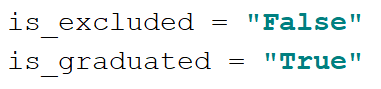 is_excluded = "False"
is_graduated = "True"